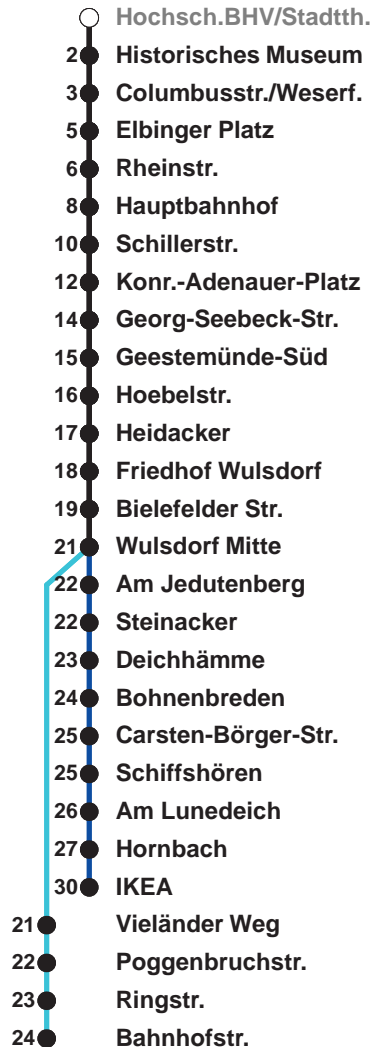 Hochsch.BHV/Stadtth.
2 Historisches Museum
3 Columbusstr./Weserf.
5 Elbinger Platz
6 Rheinstr.
8 Hauptbahnhof
10 Schillerstr.
12 Konr.-Adenauer-Platz
14 Georg-Seebeck-Str.
15 Geestemünde-Süd
16 Hoebelstr.
17 Heidacker
18 Friedhof Wulsdorf
19 Bielefelder Str.
21 Wulsdorf Mitte
22 Am Jedutenberg
22 Steinacker
23 Deichhämme
24 Bohnenbreden
25 Carsten-Börger-Str.
25 Schiffshören
26 Am Lunedeich
27 Hornbach
30 IKEA
21 Vieländer Weg
22 Poggenbruchstr.
23 Ringstr.
24 Bahnhofstr.